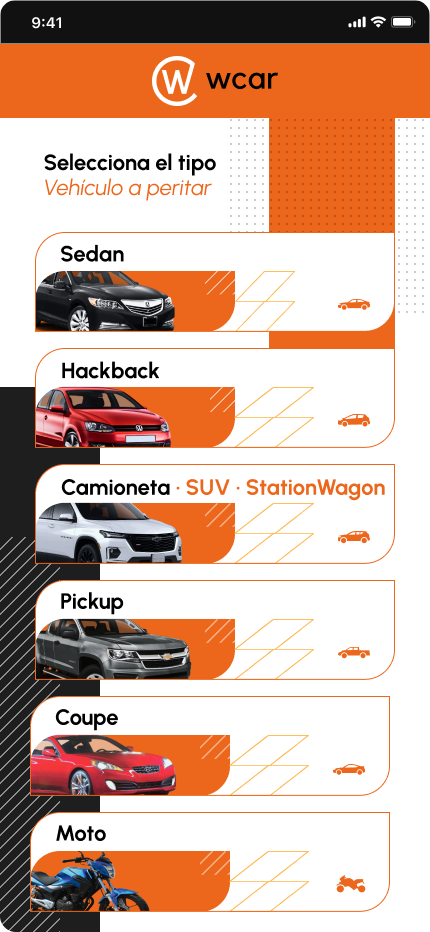 9:41
wcar
Selecciona el tipo
Vehículo a peritar
Sedan
Hackback
Camioneta · SUV · StationWagon
Pickup
Coupe
Moto